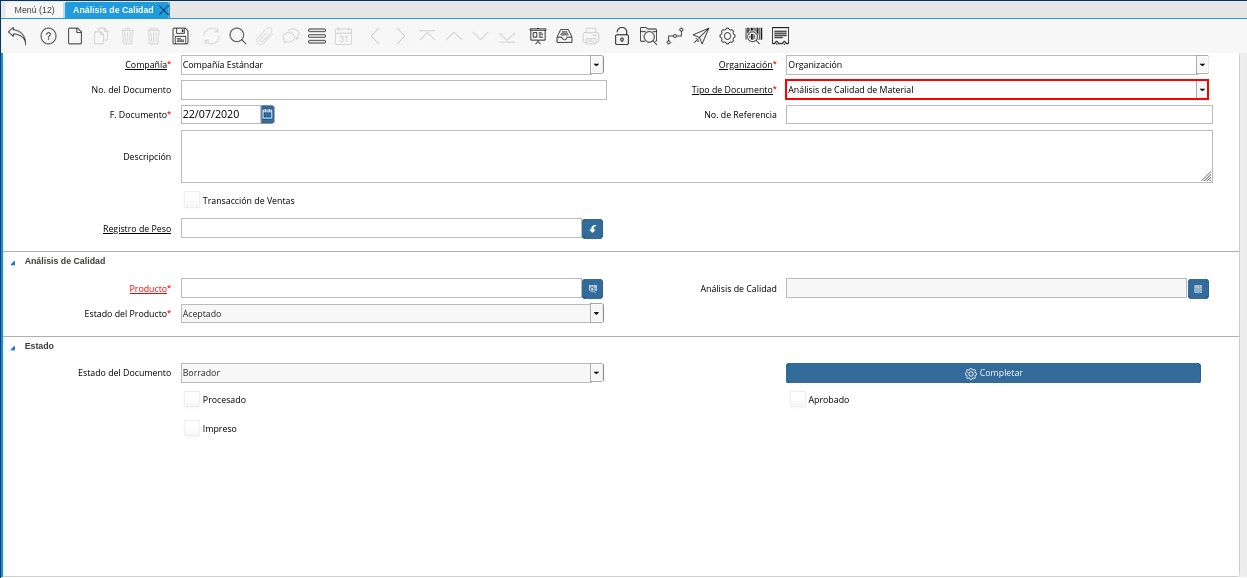 Menú (12) Análisis de Calidad
31
Compañía* Compañía Estándar Organización* Organización
No. del Documento Tipo de Documento* Análisis de Calidad de Material
F. Documento* 22/07/2020 No. de Referencia
Descripción
Transacción de Ventas
Registro de Peso
Análisis de Calidad
Producto* Análisis de Calidad
Estado del Producto* Aceptado
Estado
Estado del Documento Borrador Completar
Procesado Aprobado
Impreso